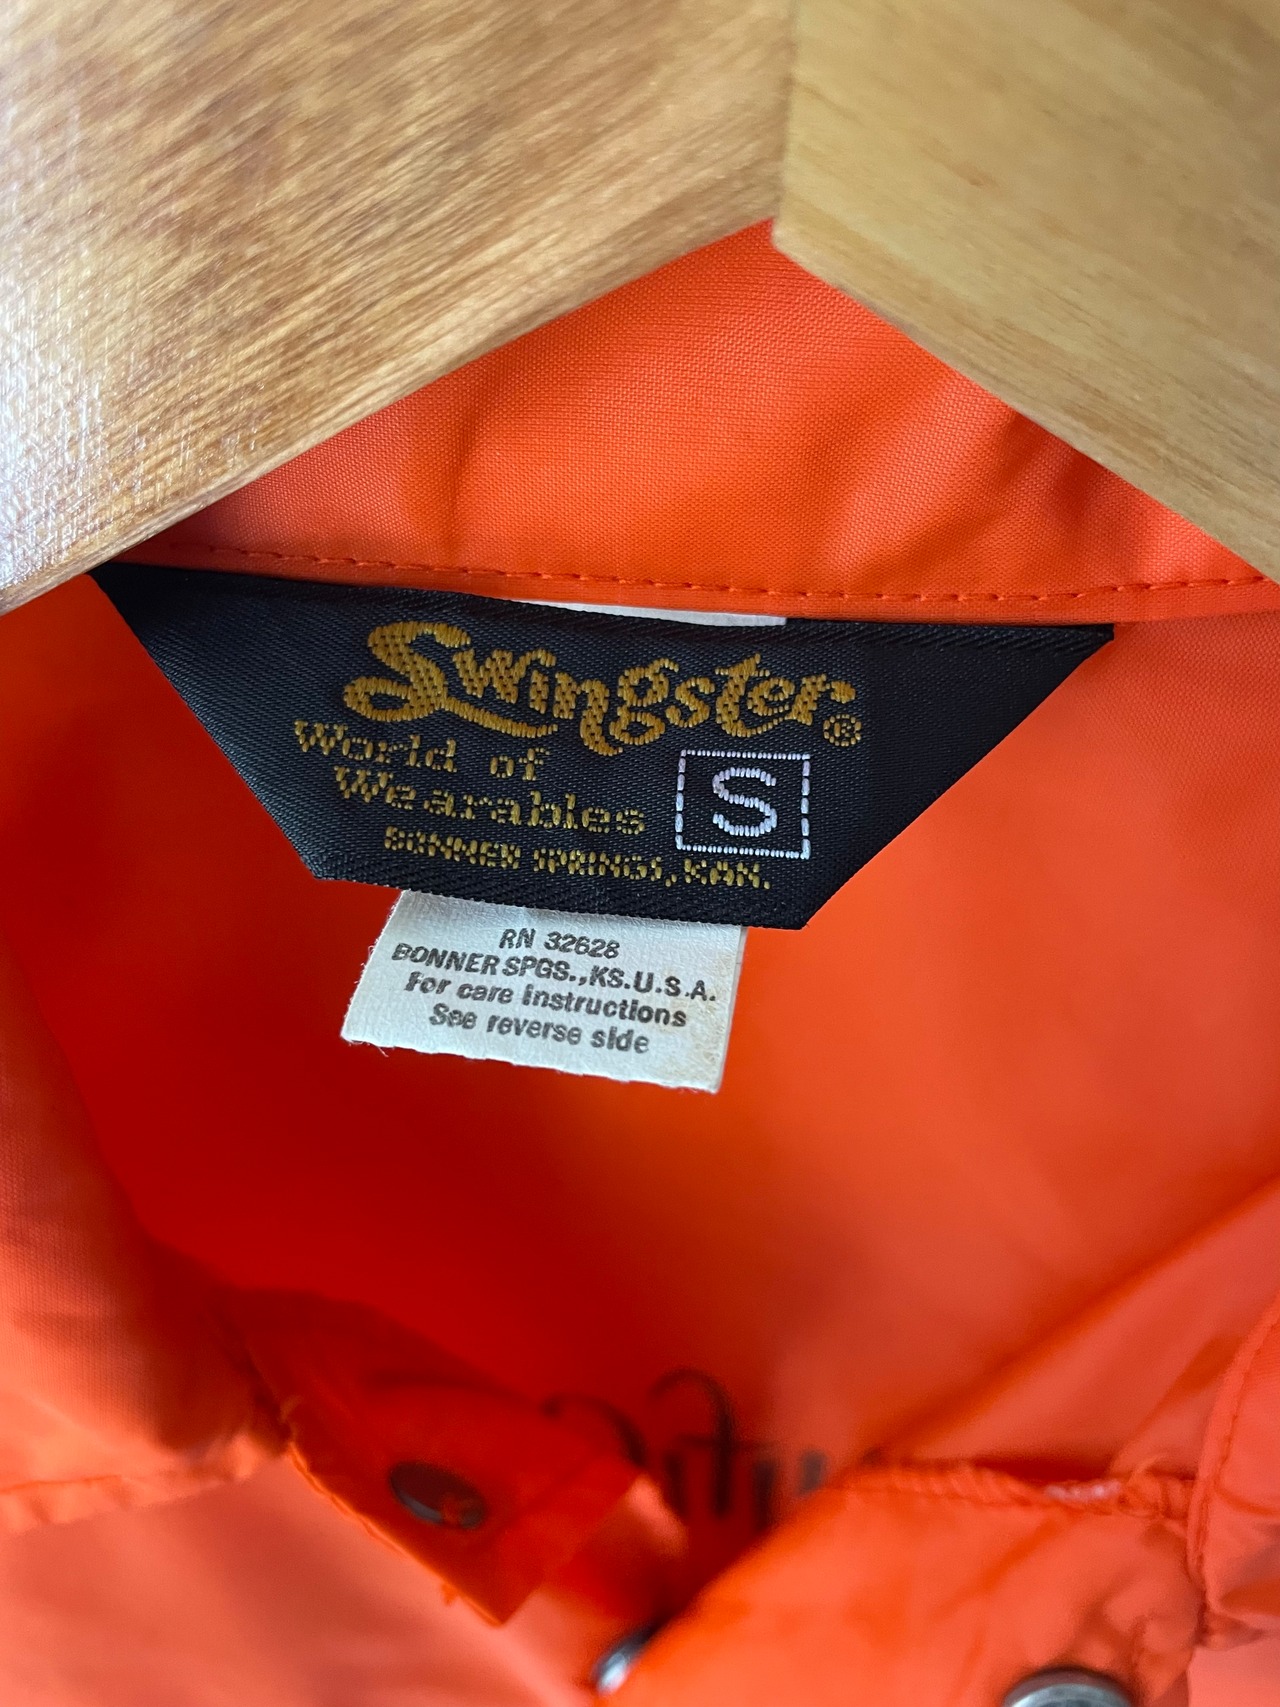 Swingster®
World of
Wearables
S
BONNER SPRINGS, KAN.
RN 32628
BONNER SPGS., KS. U.S.A.
For care instructions
See reverse side